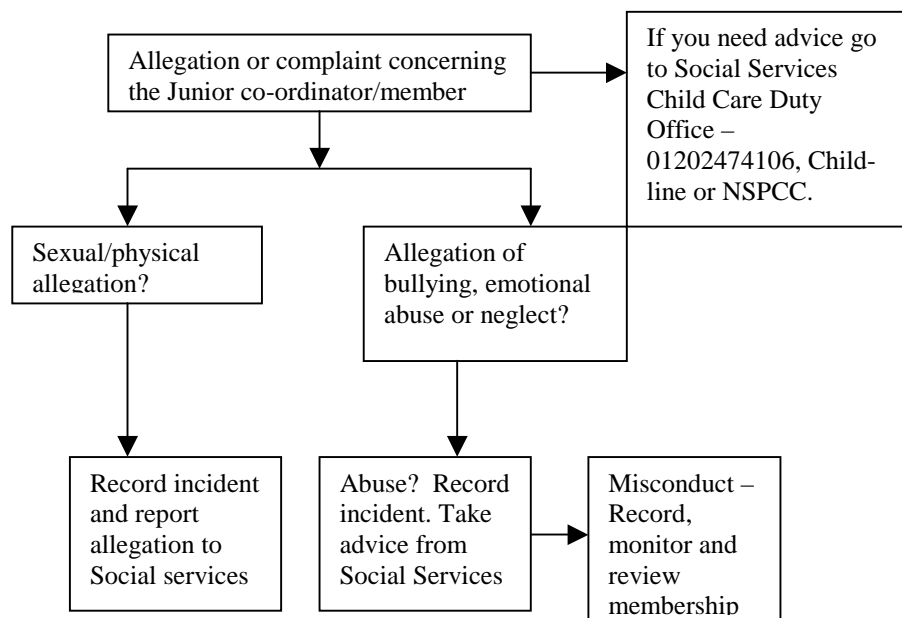 Allegation or complaint concerning
the Junior co-ordinator/member
If you need advice go
to Social Services
Child Care Duty
Office –
01202474106, Child-
line or NSPCC.
Sexual/physical
allegation?
Allegation of
bullying, emotional
abuse or neglect?
Record incident
and report
allegation to
Social services
Abuse?  Record
incident. Take
advice from
Social Services
Misconduct –
Record,
monitor and
review
membership